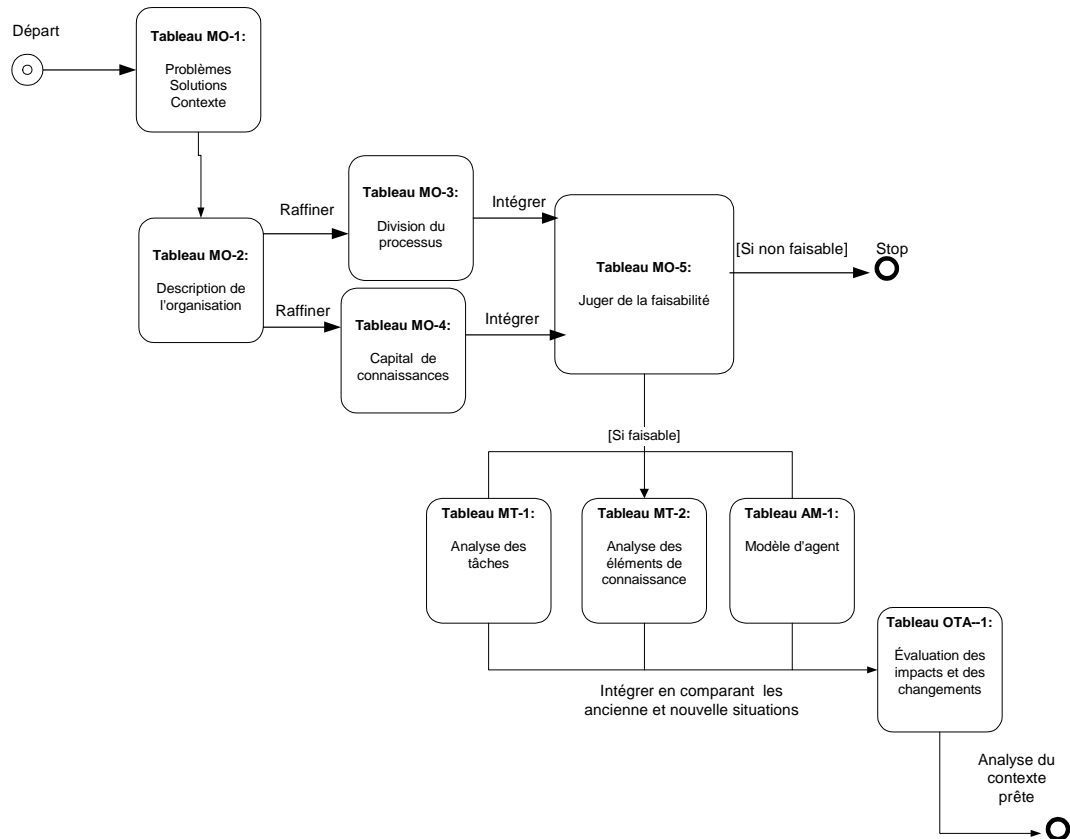 Départ
Tableau MO-1:
Problèmes
Solutions
Contexte
Tableau MO-2:
Description de
l'organisation
Raffiner
Raffiner
Tableau MO-3:
Division du
processus
Tableau MO-4:
Capital de
connaissances
Intégrer
Intégrer
Tableau MO-5:
Juger de la faisabilité
[Si non faisable]
Stop
[Si faisable]
Tableau MT-1:
Analyse des
tâches
Tableau MT-2:
Analyse des
éléments de
connaissance
Tableau AM-1:
Modèle d'agent
Intégrer en comparant les
ancienne et nouvelle situations
Tableau OTA--1:
Évaluation des
impacts et des
changements
Analyse du
contexte
prête